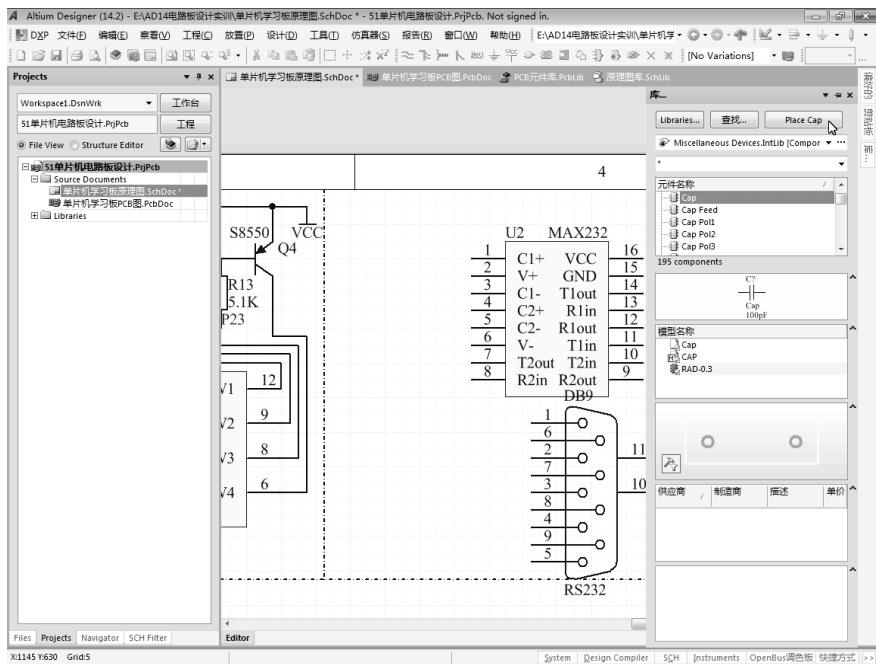 Altium Designer (14.2) - E:\AD14电路板设计实训\单片机学习板原理图.SchDoc * - 51单片机电路板设计.PrjPcb. Not signed in.
DXP 文件(F) 编辑(E) 察看(V) 工程(C) 放置(P) 设计(D) 工具(T) 仿真器(S) 报告(R) 窗口(W) 帮助(H) E:\AD14电路板设计实训\单片机学
[No Variations]
Projects
Workspace1.DsnWrk 工作台
51单片机电路板设计.PrjPcb 工程
File View Structure Editor
51单片机电路板设计.PrjPcb
Source Documents
单片机学习板原理图.SchDoc *
单片机学习板PCB图.PcbDoc
Libraries
单片机学习板原理图.SchDoc * 单片机学习板PCB图.PcbDoc PCB元件库.PcbLib 原理图库.SchLib
4
S8550 VCC
Q4
R13
5.1K
P23
V1 12
V2 9
V3 8
V4 6
U2 MAX232
1 C1+ VCC 16
2 V+ GND 15
3 C1- T1out 14
4 C2+ R1in 13
5 C2- R1out 12
6 V- T1in 11
7 T2out T2in 10
8 R2in R2out 9
DB9
1
6
2 11
7
3 10
8
4
9
5
RS232
库...
Libraries... 查找... Place Cap
Miscellaneous Devices.IntLib [Compor
*
元件名称
Cap
Cap Feed
Cap Pol1
Cap Pol2
Cap Pol3
195 components
C?
Cap
100pF
模型名称
Cap
CAP
RAD-0.3
供应商 制造商 描述 单价
Files Projects Navigator SCH Filter
Editor
X:1145 Y:630 Grid:5
System Design Compiler SCH Instruments OpenBus调色板 快捷方式 >>